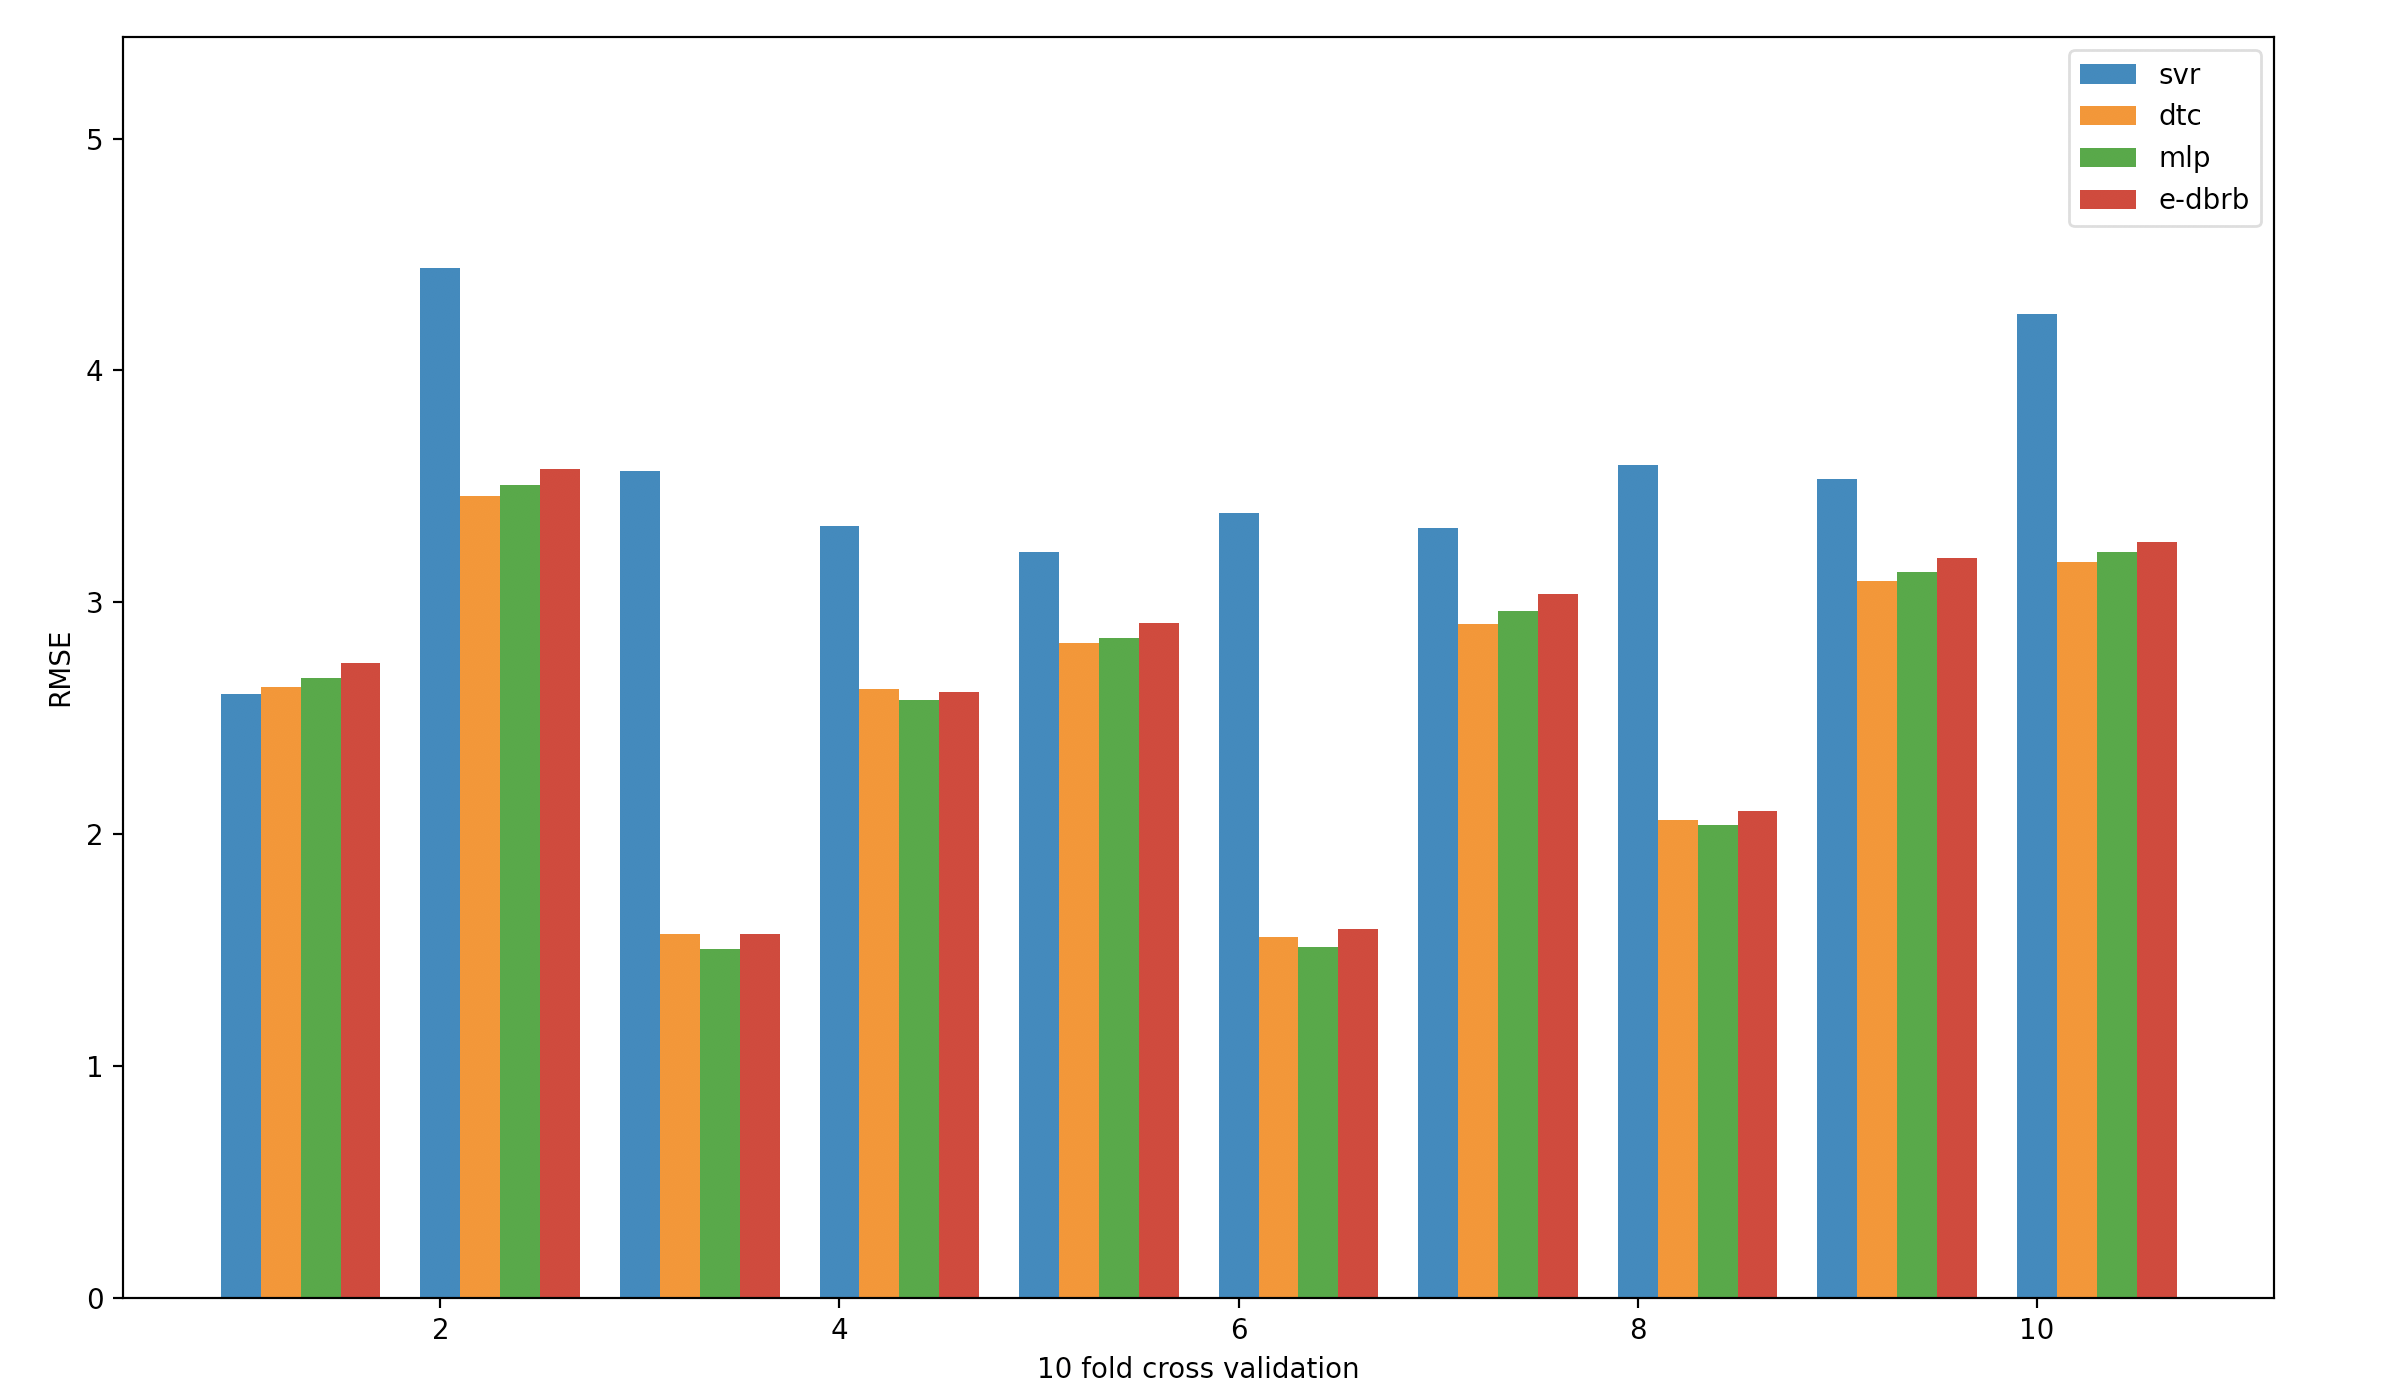 svr
dtc
mlp
e-dbrb
5
4
3
2
1
0
RMSE
2 4 6 8 10
10 fold cross validation